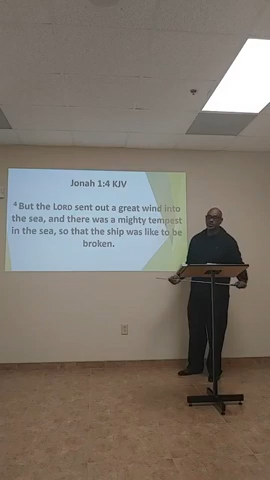 Jonah 1:4 KJV
4 But the LORD sent out a great wind into
the sea, and there was a mighty tempest
in the sea, so that the ship was like to be
broken.